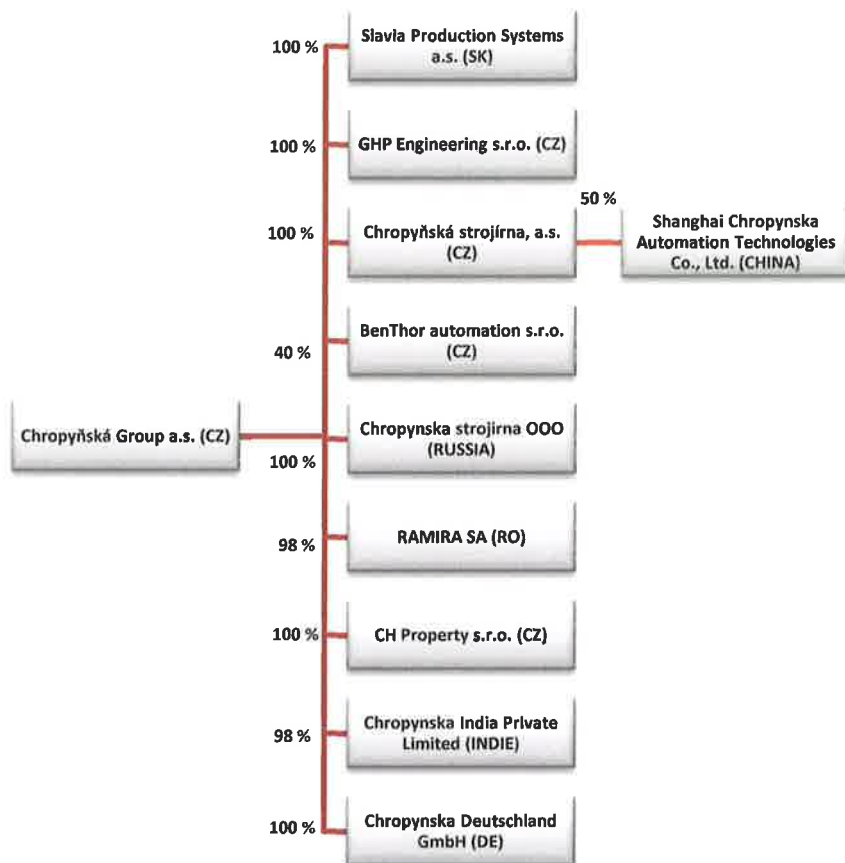 100 %
Slavia Production Systems
a.s. (SK)
100 %
GHP Engineering s.r.o. (CZ)
100 %
Chropyňská strojírna, a.s.
(CZ)
50 %
Shanghai Chropynska
Automation Technologies
Co., Ltd. (CHINA)
40 %
BenThor automation s.r.o.
(CZ)
Chropyňská Group a.s. (CZ)
100 %
Chropynska strojirna OOO
(RUSSIA)
98 %
RAMIRA SA (RO)
100 %
CH Property s.r.o. (CZ)
98 %
Chropynska India Private
Limited (INDIE)
100 %
Chropynska Deutschland
GmbH (DE)